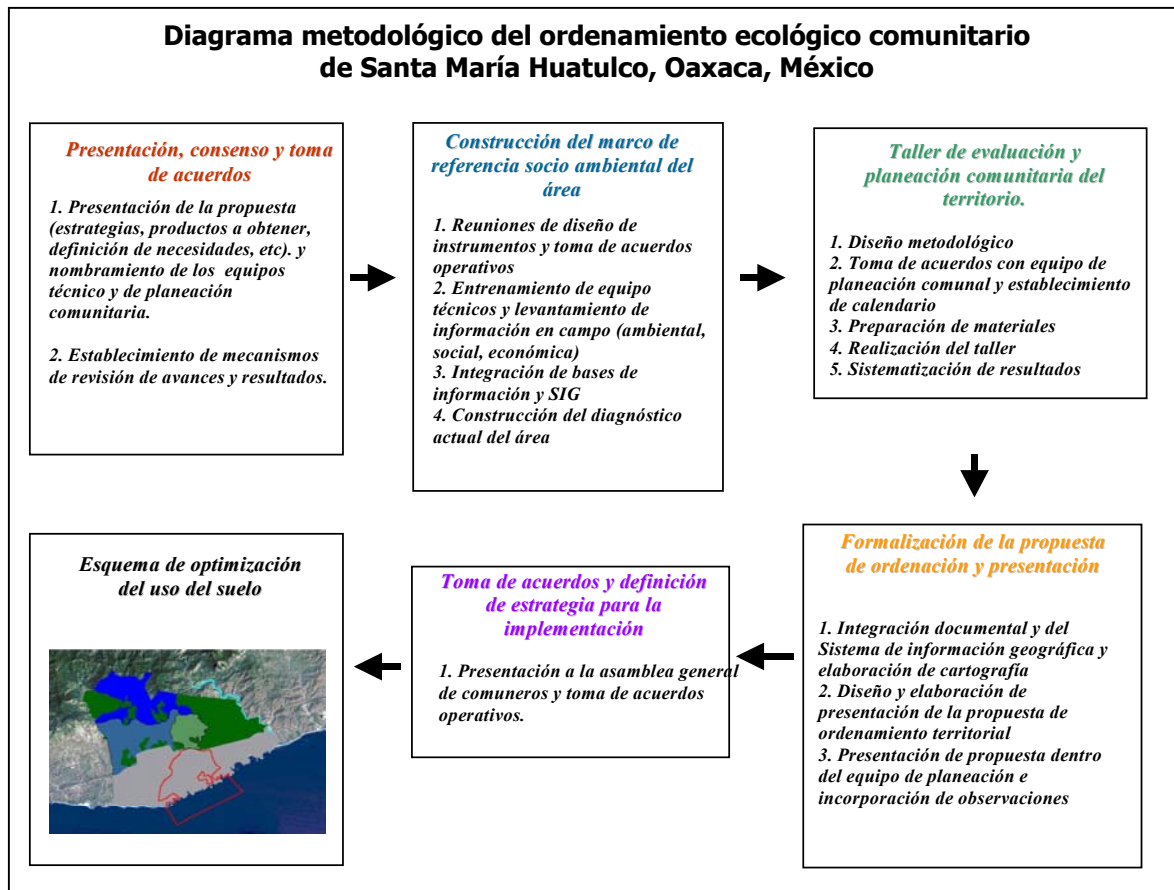 Diagrama metodológico del ordenamiento ecológico comunitario
de Santa María Huatulco, Oaxaca, México
Presentación, consenso y toma
de acuerdos
1. Presentación de la propuesta
(estrategias, productos a obtener,
definición de necesidades, etc). y
nombramiento de los equipos
técnico y de planeación
comunitaria.
2. Establecimiento de mecanismos
de revisión de avances y resultados.
Construcción del marco de
referencia socio ambiental del
área
1. Reuniones de diseño de
instrumentos y toma de acuerdos
operativos
2. Entrenamiento de equipo
técnicos y levantamiento de
información en campo (ambiental,
social, económica)
3. Integración de bases de
información y SIG
4. Construcción del diagnóstico
actual del área
Taller de evaluación y
planeación comunitaria del
territorio.
1. Diseño metodológico
2. Toma de acuerdos con equipo de
planeación comunal y establecimiento
de calendario
3. Preparación de materiales
4. Realización del taller
5. Sistematización de resultados
Formalización de la propuesta
de ordenación y presentación
1. Integración documental y del
Sistema de información geográfica y
elaboración de cartografía
2. Diseño y elaboración de
presentación de la propuesta de
ordenamiento territorial
3. Presentación de propuesta dentro
del equipo de planeación e
incorporación de observaciones
Toma de acuerdos y definición
de estrategia para la
implementación
1. Presentación a la asamblea general
de comuneros y toma de acuerdos
operativos.
Esquema de optimización
del uso del suelo